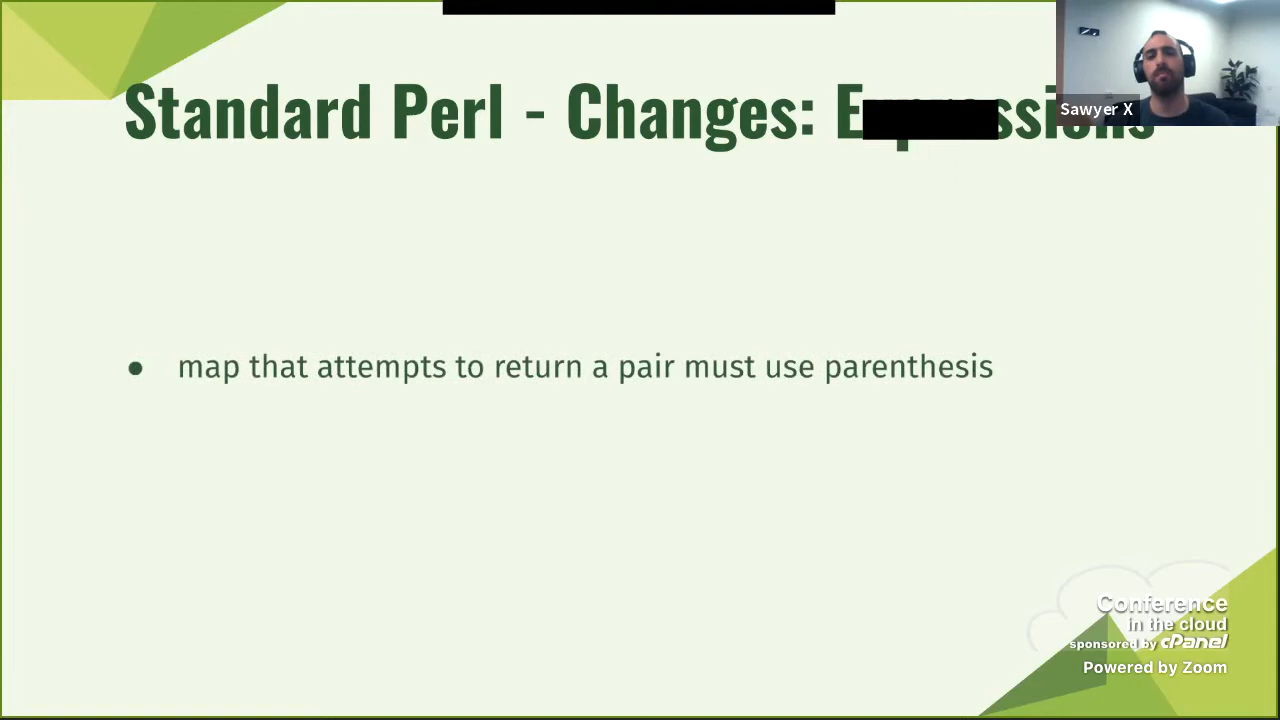 Standard Perl - Changes:
Sawyer X
● map that attempts to return a pair must use parenthesis
Conference
in the cloud
sponsored by cPanel
Powered by Zoom